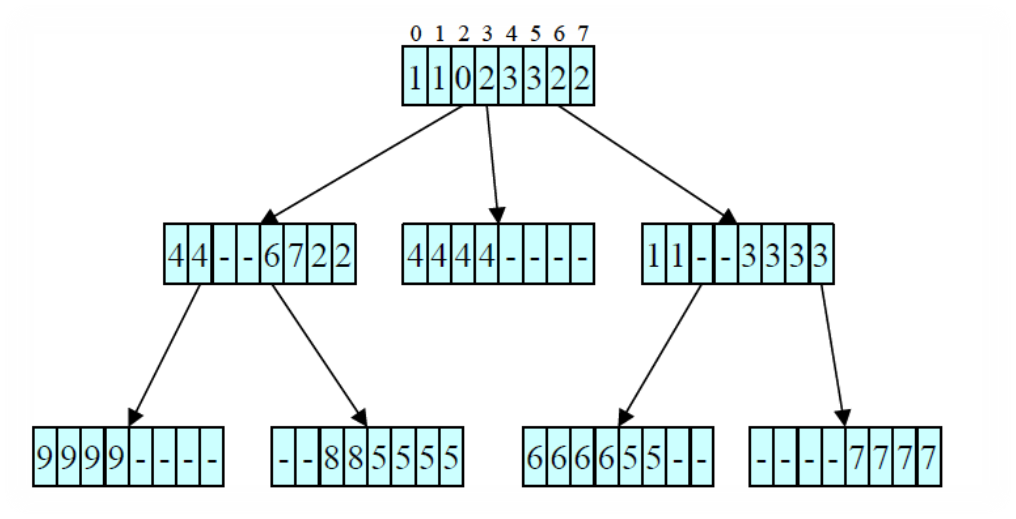 0 1 2 3 4 5 6 7
1 1 0 2 3 3 2 2
4 4 - - 6 7 2 2
4 4 4 4 - - - -
1 1 - - 3 3 3 3
9 9 9 9 - - - -
- - 8 8 5 5 5 5
6 6 6 6 5 5 - -
- - - - 7 7 7 7